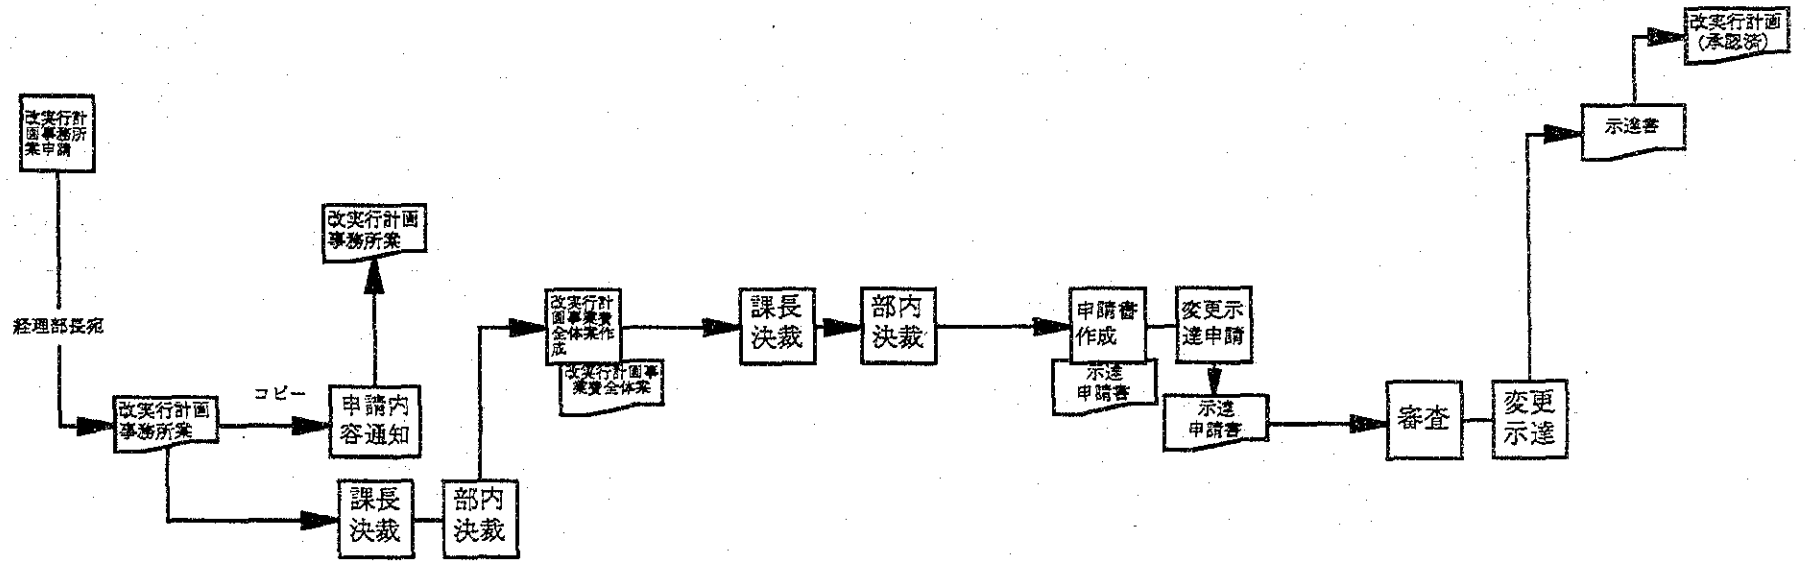 改実行計
画事務所
案申請
経理部長宛
改実行計画
事務所案
コピー
申請内
容通知
改実行計画
事務所案
課長
決裁
部内
決裁
改実行計
画事業費
全体案作
成
改実行計画事
業費全体案
課長
決裁
部内
決裁
申請書
作成
示達
申請書
変更示
達申請
示達
申請書
審査
変更
示達
示達書
改実行計画
(承認済)